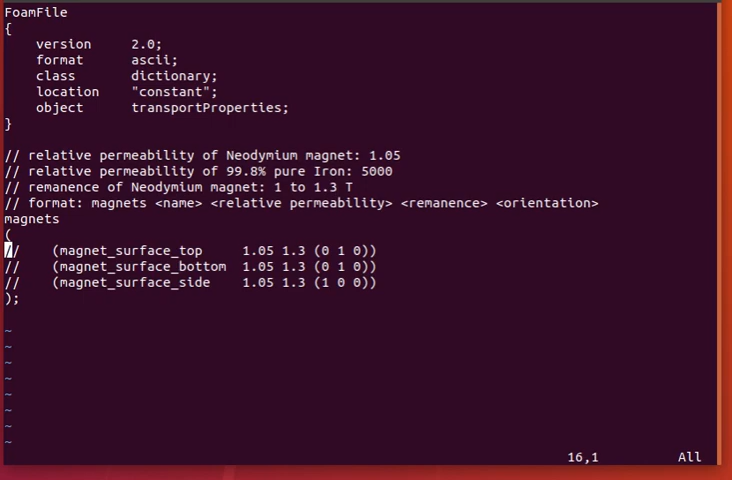 FoamFile
{
    version     2.0;
    format      ascii;
    class       dictionary;
    location    "constant";
    object      transportProperties;
}

// relative permeability of Neodymium magnet: 1.05
// relative permeability of 99.8% pure Iron: 5000
// remanence of Neodymium magnet: 1 to 1.3 T
// format: magnets <name> <relative permeability> <remanence> <orientation>
magnets
(
//    (magnet_surface_top     1.05 1.3 (0 1 0))
//    (magnet_surface_bottom  1.05 1.3 (0 1 0))
//    (magnet_surface_side    1.05 1.3 (1 0 0))
);
~
~
~
~
~
~
~
~
16,1          All